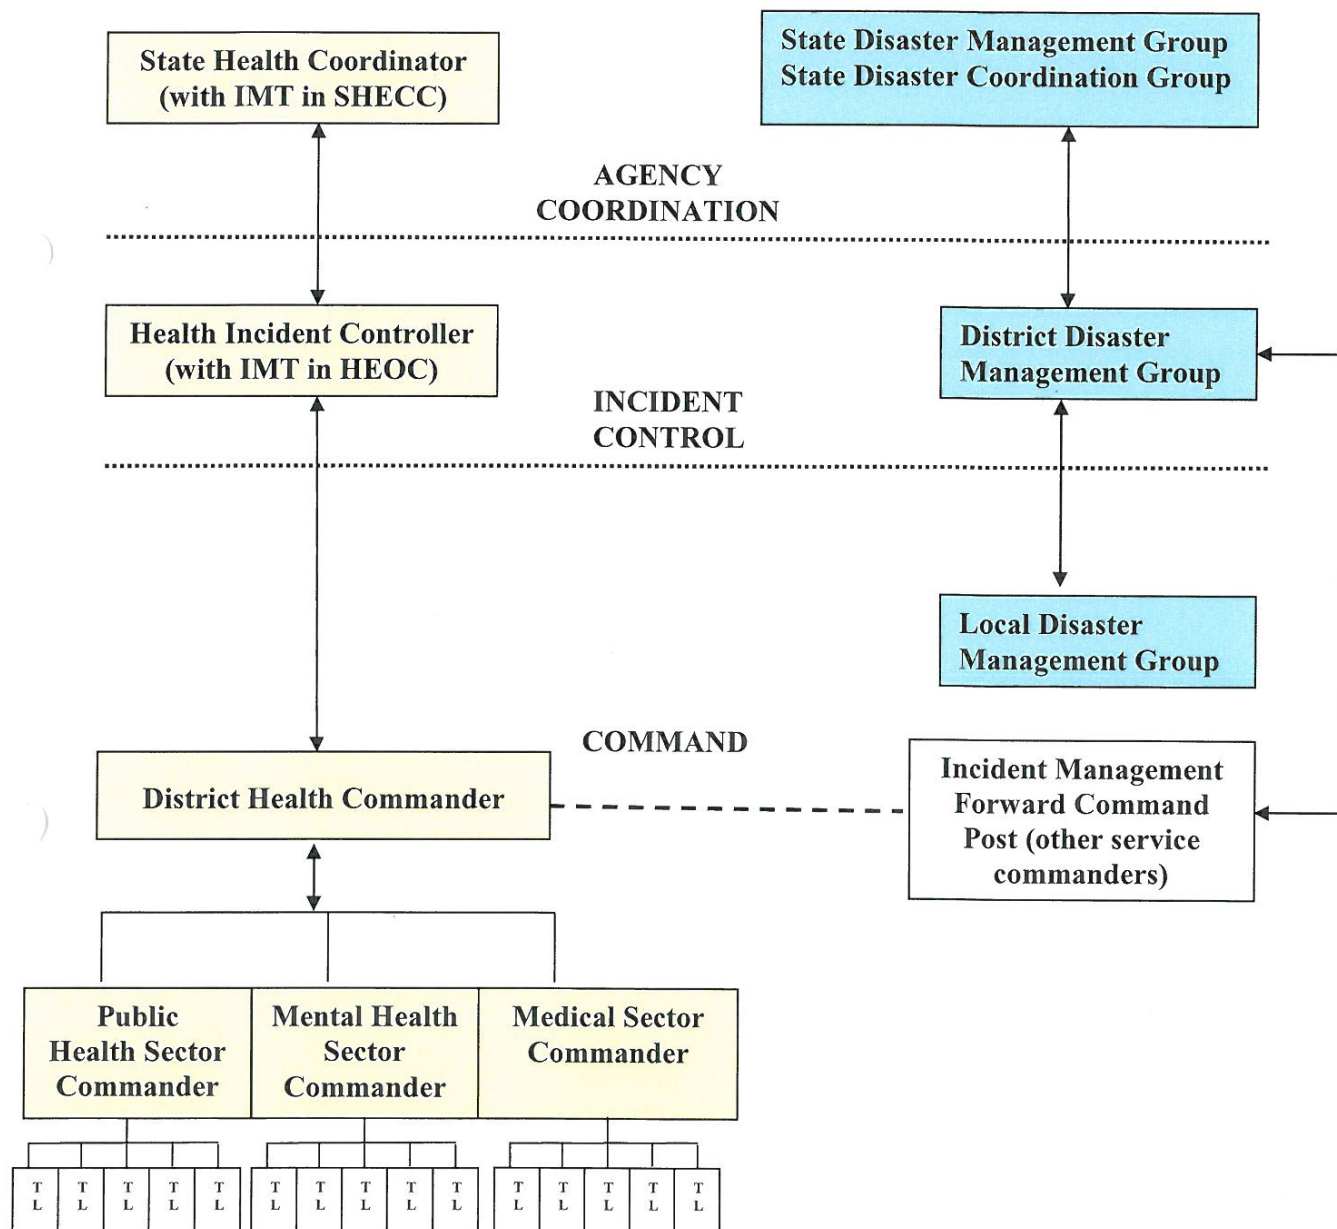 State Health Coordinator
(with IMT in SHECC)
State Disaster Management Group
State Disaster Coordination Group
AGENCY
COORDINATION
Health Incident Controller
(with IMT in HEOC)
District Disaster
Management Group
INCIDENT
CONTROL
Local Disaster
Management Group
COMMAND
District Health Commander
Incident Management
Forward Command
Post (other service
commanders)
Public
Health Sector
Commander
Mental Health
Sector
Commander
Medical Sector
Commander
T
L
T
L
T
L
T
L
T
L
T
L
T
L
T
L
T
L
T
L
T
L
T
L
T
L
T
L
T
L